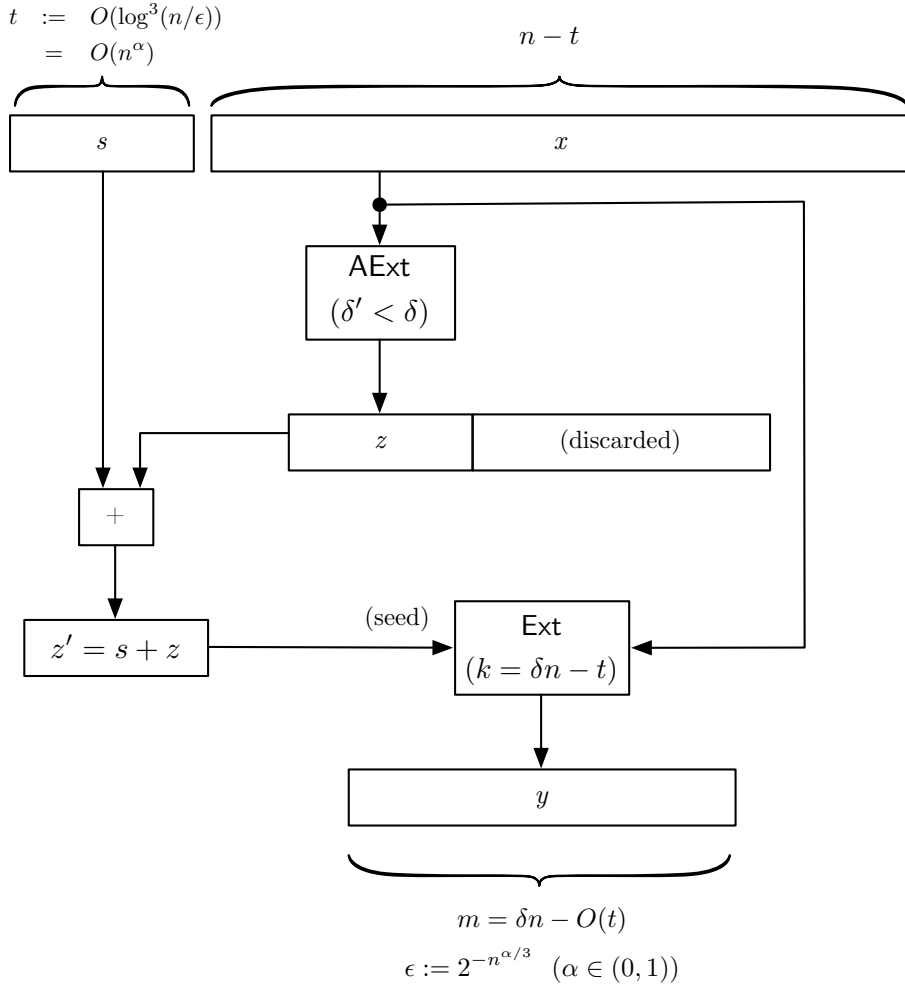 t := O(log³(n/ϵ))
= O(n^α)
n − t
s
x
AExt
(δ′ < δ)
z
(discarded)
+
z′ = s + z
(seed)
Ext
(k = δn − t)
y
m = δn − O(t)
ϵ := 2^{−n^{α/3}} (α ∈ (0, 1))